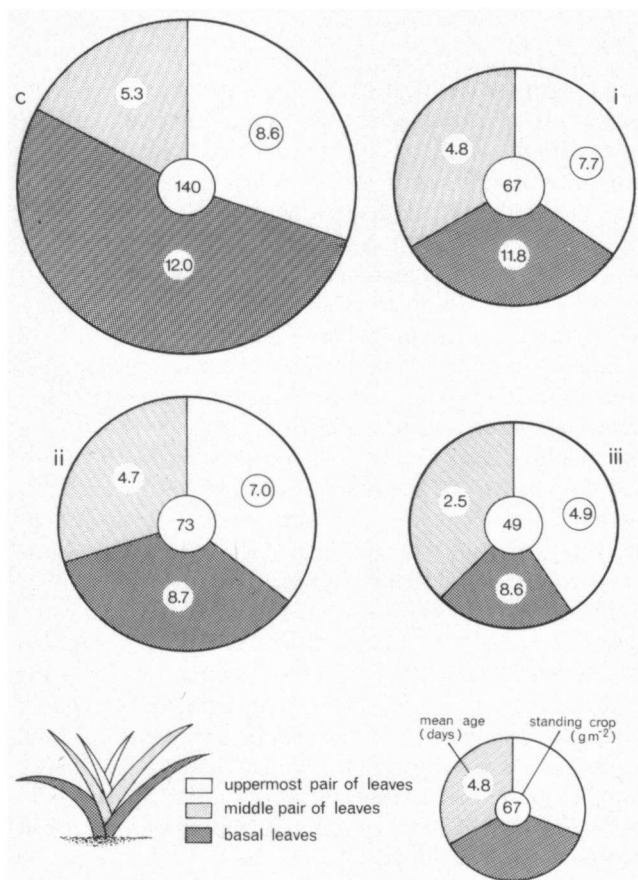 c
5.3
8.6
140
12.0
i
4.8
7.7
67
11.8
ii
4.7
7.0
73
8.7
iii
2.5
4.9
49
8.6
mean age
(days)
standing crop
(gm⁻²)
4.8
67
uppermost pair of leaves
middle pair of leaves
basal leaves